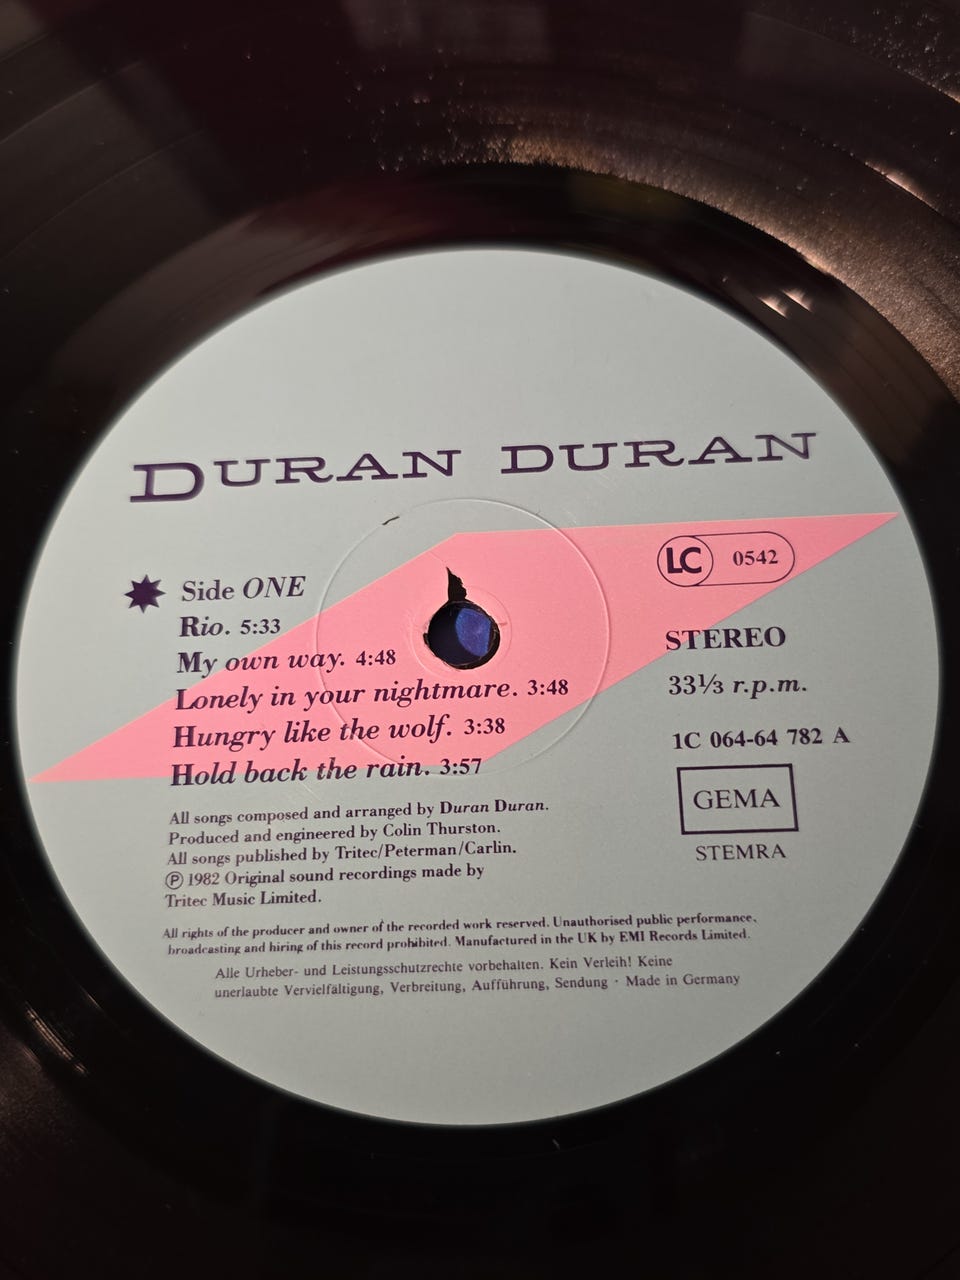 DURAN DURAN
Side ONE
Rio. 5:33
My own way. 4:48
Lonely in your nightmare. 3:48
Hungry like the wolf. 3:38
Hold back the rain. 3:57
LC 0542
STEREO
33⅓ r.p.m.
1C 064-64 782 A
GEMA
STEMRA
All songs composed and arranged by Duran Duran.
Produced and engineered by Colin Thurston.
All songs published by Tritec/Peterman/Carlin.
℗ 1982 Original sound recordings made by
Tritec Music Limited.
All rights of the producer and owner of the recorded work reserved. Unauthorised public performance,
broadcasting and hiring of this record prohibited. Manufactured in the UK by EMI Records Limited.
Alle Urheber- und Leistungsschutzrechte vorbehalten. Kein Verleih! Keine
unerlaubte Vervielfältigung, Verbreitung, Aufführung, Sendung · Made in Germany